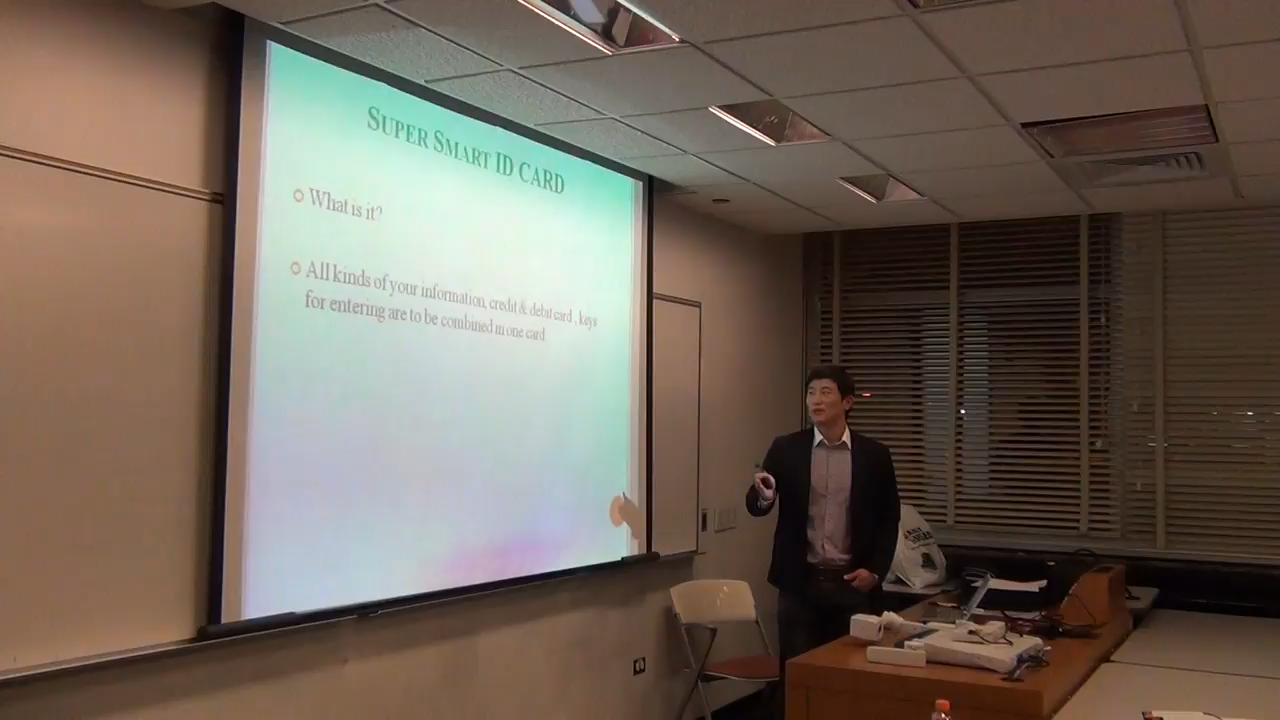 SUPER SMART ID CARD
What is it?
All kinds of your information, credit & debit card , keys
for entering are to be combined in one card